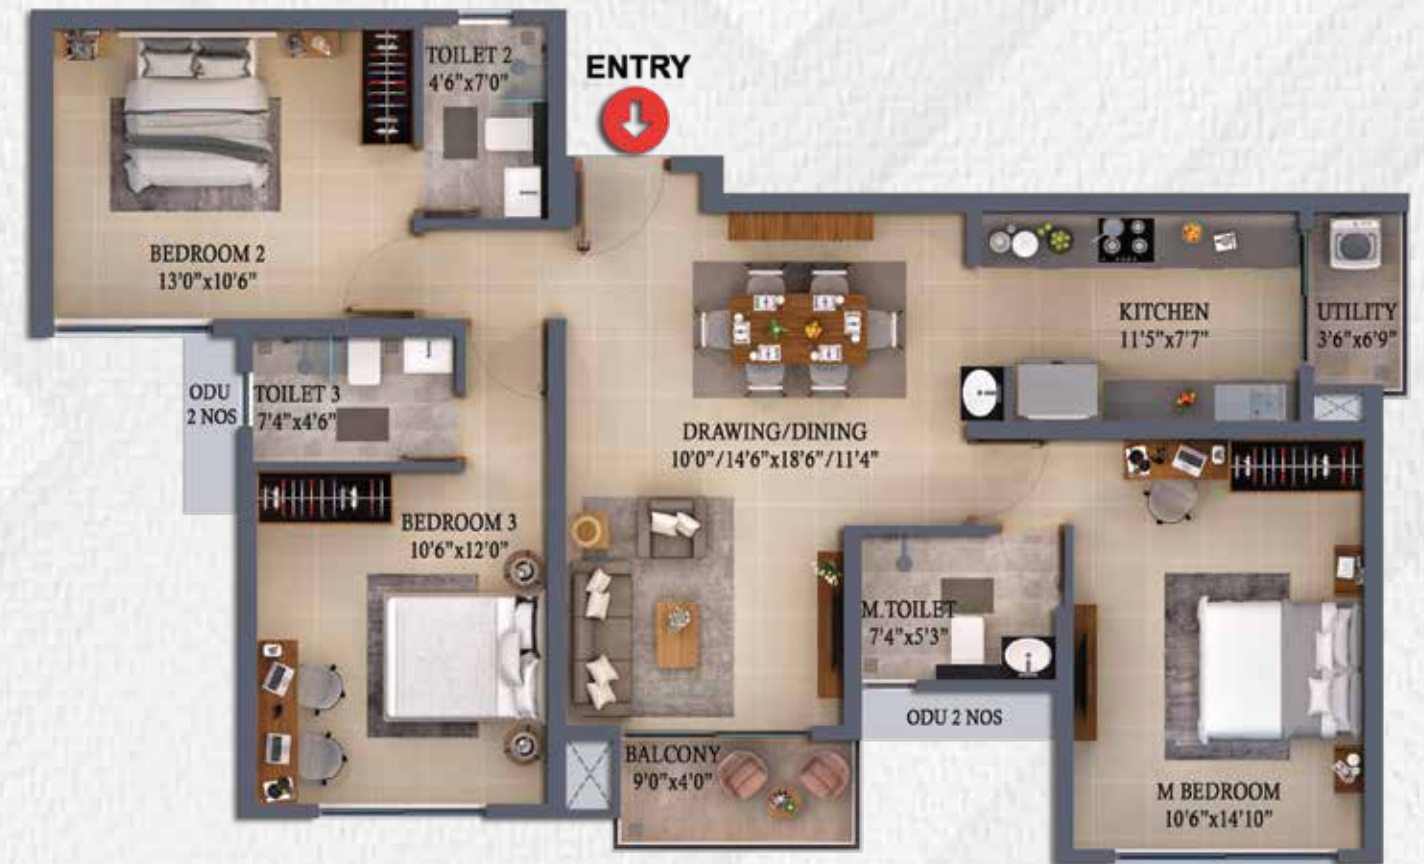 TOILET 2
4'6"x7'0"
ENTRY
BEDROOM 2
13'0"x10'6"
KITCHEN
11'5"x7'7"
UTILITY
3'6"x6'9"
ODU
2 NOS
TOILET 3
7'4"x4'6"
DRAWING/DINING
10'0"/14'6"x18'6"/11'4"
BEDROOM 3
10'6"x12'0"
M.TOILET
7'4"x5'3"
ODU 2 NOS
BALCONY
9'0"x4'0"
M BEDROOM
10'6"x14'10"